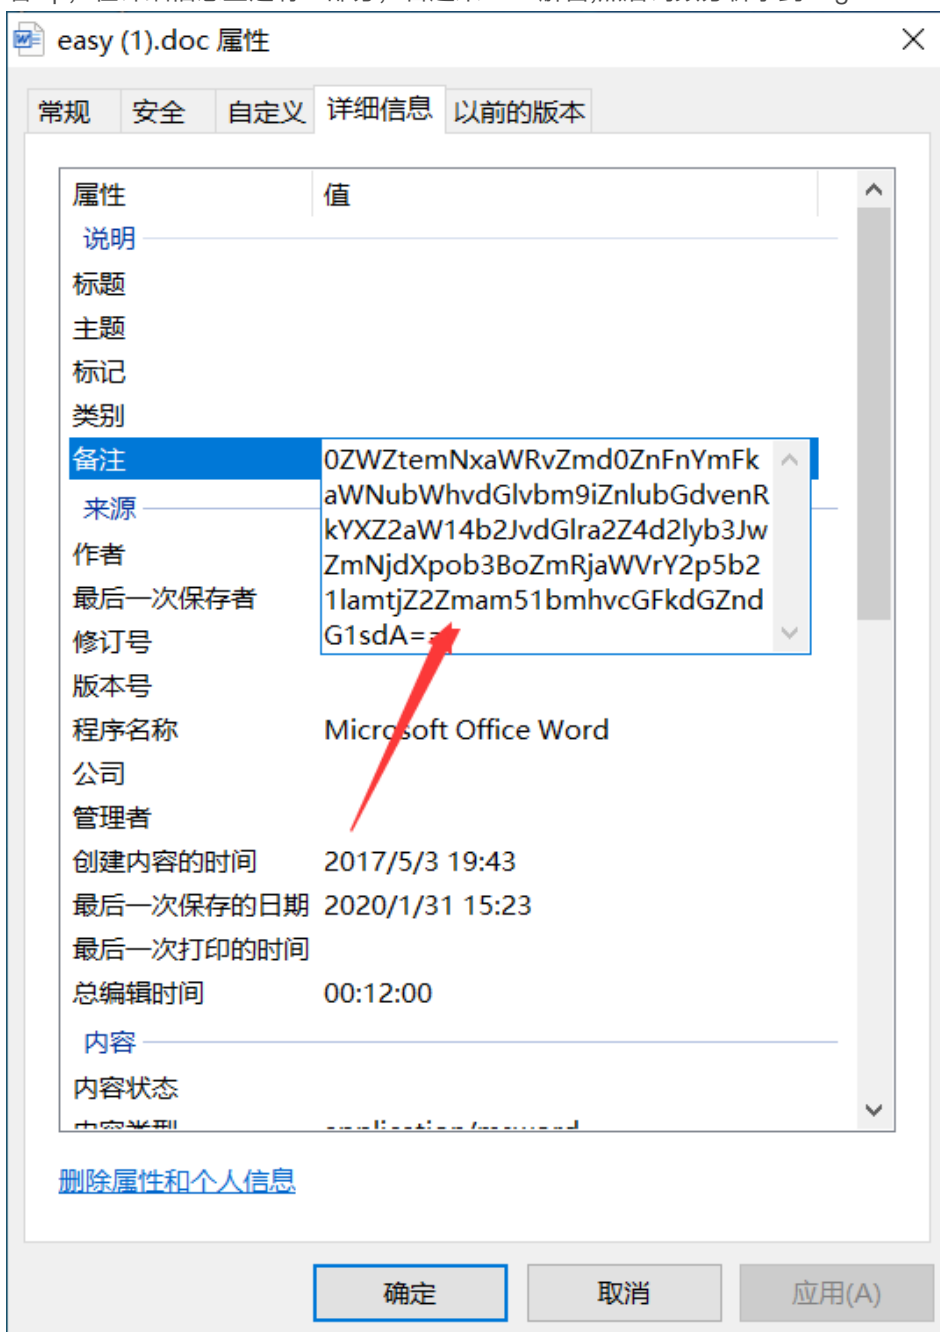 easy (1).doc 属性
常规 安全 自定义 详细信息 以前的版本
属性 值
说明
标题
主题
标记
类别
备注 0ZWZtemNxaWRvZmd0ZnFnYmFk
aWNubWhvdGlvbm9iZnlubGdvenR
kYXZ2aW14b2JvdGlra2Z4d2lyb3Jw
ZmNjdXpob3BoZmRjaWVrY2p5b2
1lamtjZ2Zmam51bmhvcGFkdGZnd
G1sdA==
来源
作者
最后一次保存者
修订号
版本号
程序名称 Microsoft Office Word
公司
管理者
创建内容的时间 2017/5/3 19:43
最后一次保存的日期 2020/1/31 15:23
最后一次打印的时间
总编辑时间 00:12:00
内容
内容状态
内容类型 application/msword
删除属性和个人信息
确定 取消 应用(A)